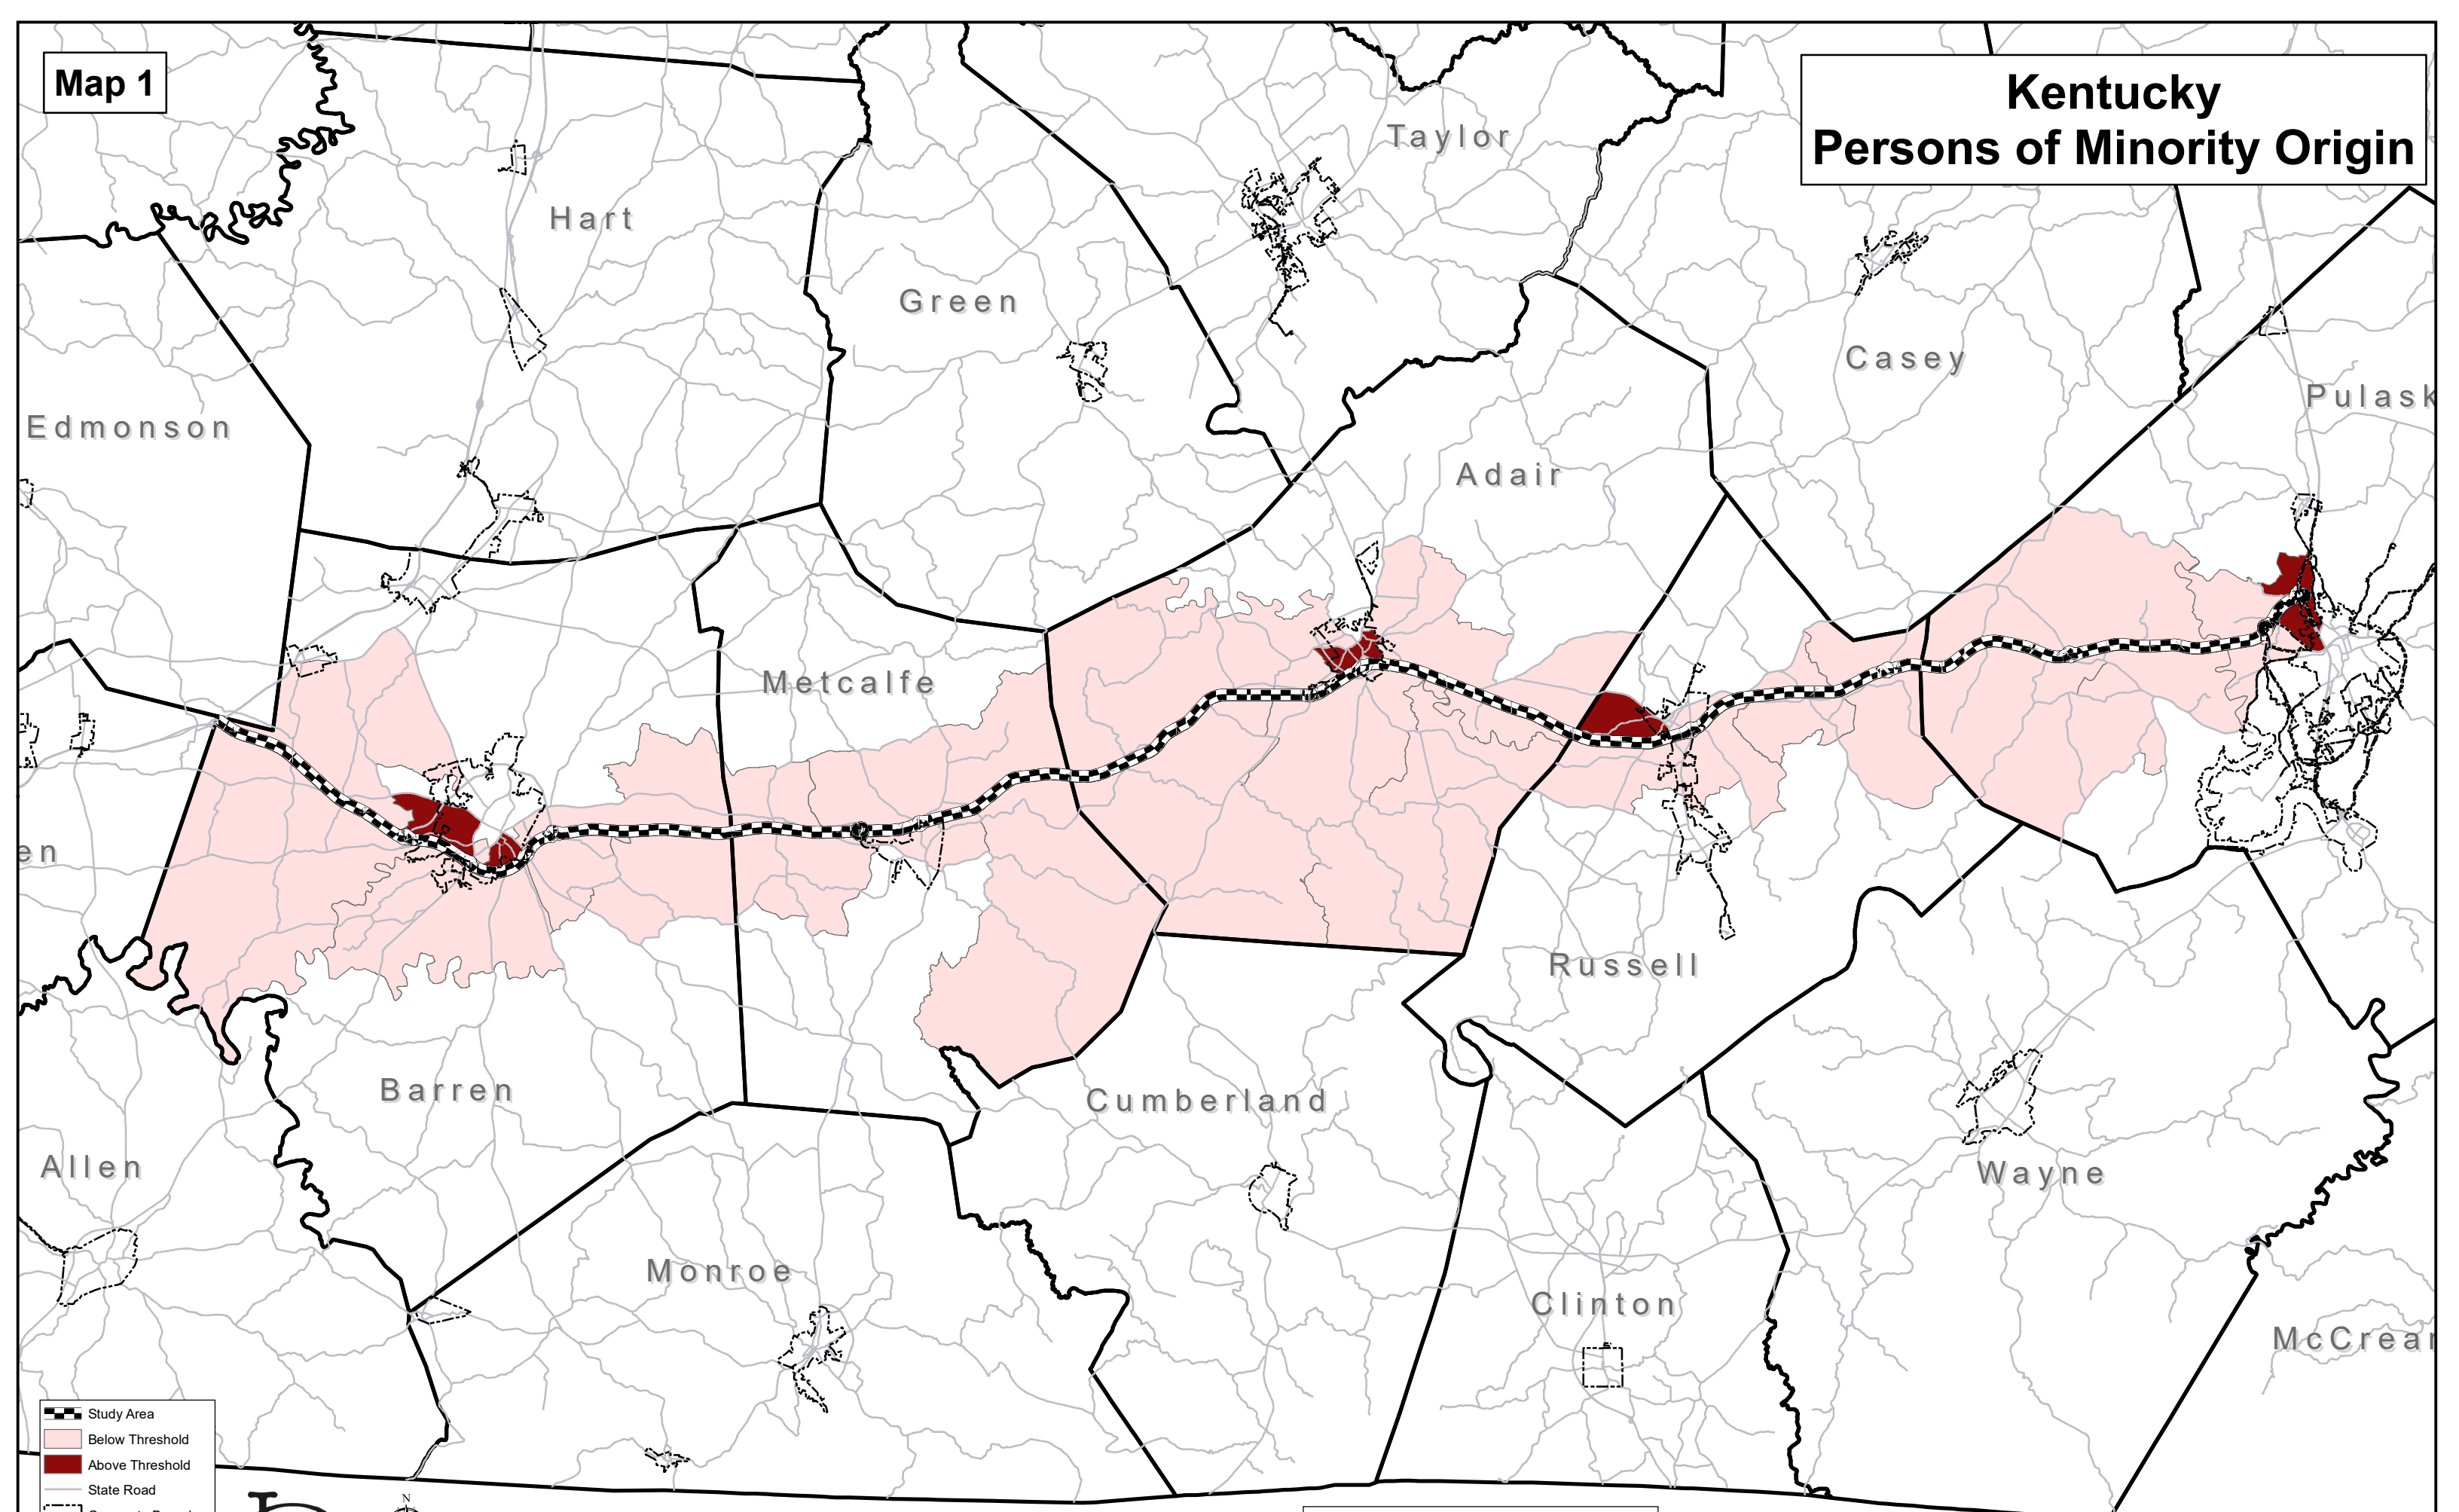 Map 1
Kentucky
Persons of Minority Origin
Taylor
Hart
Green
Casey
Pulask
Edmonson
Adair
Metcalfe
en
Russell
Barren
Cumberland
Allen
Wayne
Monroe
Clinton
McCrear
Study Area
Below Threshold
Above Threshold
State Road
N